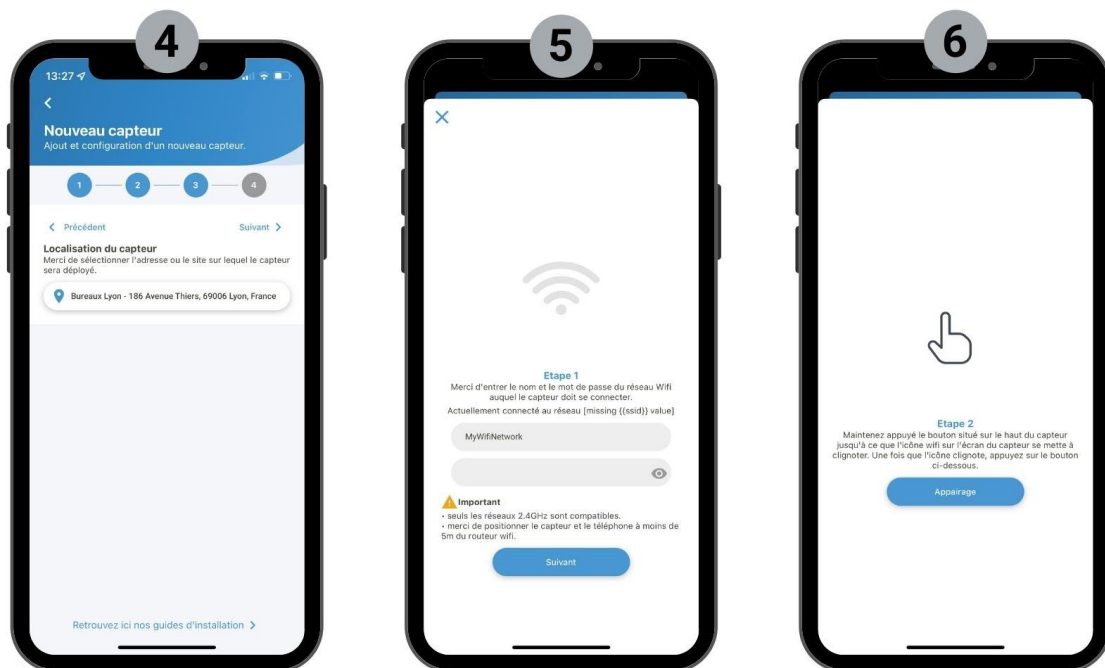 4
13:27
Nouveau capteur
Ajout et configuration d'un nouveau capteur.
1 2 3 4
Précédent Suivant
Localisation du capteur
Merci de sélectionner l'adresse ou le site sur lequel le capteur
sera déployé.
Bureaux Lyon - 186 Avenue Thiers, 69006 Lyon, France
Retrouvez ici nos guides d'installation
5
Etape 1
Merci d'entrer le nom et le mot de passe du réseau Wifi
auquel le capteur doit se connecter.
Actuellement connecté au réseau [missing {{ssid}} value]
MyWifiNetwork
Important
• seuls les réseaux 2.4GHz sont compatibles.
• merci de positionner le capteur et le téléphone à moins de
5m du routeur wifi.
Suivant
6
Etape 2
Maintenez appuyé le bouton situé sur le haut du capteur
jusqu'à ce que l'icône wifi sur l'écran du capteur se mette à
clignoter. Une fois que l'icône clignote, appuyez sur le bouton
ci-dessous.
Appairage